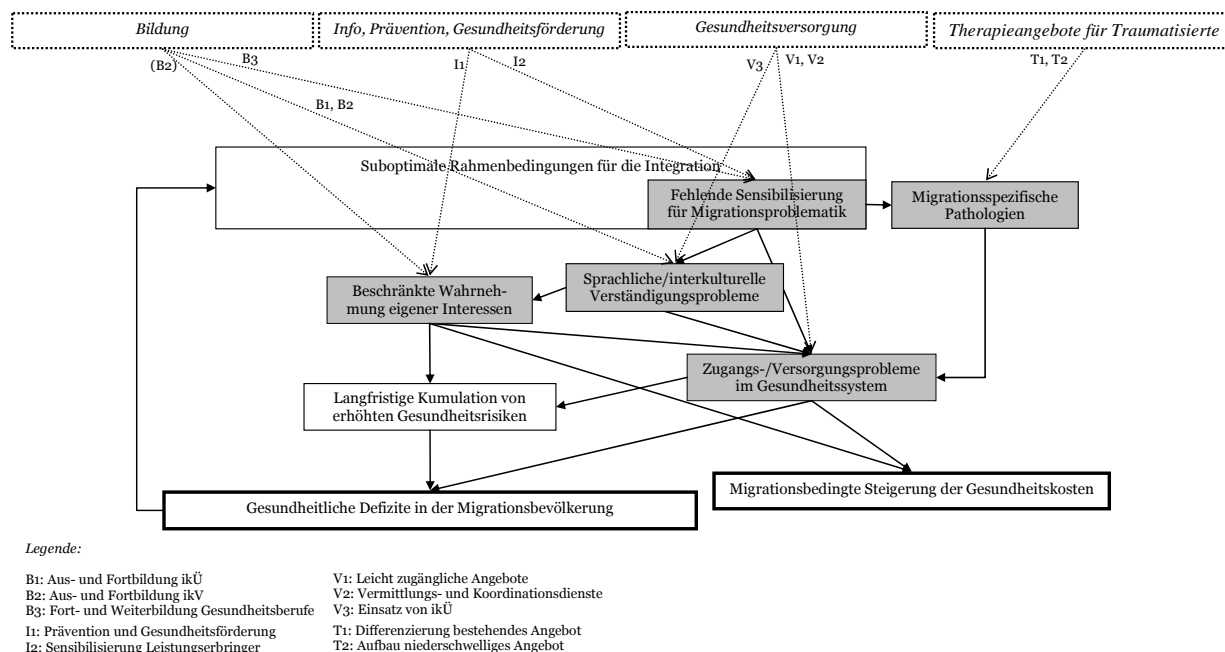 Bildung
Info, Prävention, Gesundheitsförderung
Gesundheitsversorgung
Therapieangebote für Traumatisierte
(B2)
B3
I1
I2
V3
V1, V2
T1, T2
B1, B2
Suboptimale Rahmenbedingungen für die Integration
Fehlende Sensibilisierung
für Migrationsproblematik
Migrationsspezifische
Pathologien
Sprachliche/interkulturelle
Verständigungsprobleme
Beschränkte Wahrneh-
mung eigener Interessen
Zugangs-/Versorgungsprobleme
im Gesundheitssystem
Langfristige Kumulation von
erhöhten Gesundheitsrisiken
Migrationsbedingte Steigerung der Gesundheitskosten
Gesundheitliche Defizite in der Migrationsbevölkerung
Legende:
B1: Aus- und Fortbildung ikÜ
B2: Aus- und Fortbildung ikV
B3: Fort- und Weiterbildung Gesundheitsberufe
I1: Prävention und Gesundheitsförderung
I2: Sensibilisierung Leistungserbringer
V1: Leicht zugängliche Angebote
V2: Vermittlungs- und Koordinationsdienste
V3: Einsatz von ikÜ
T1: Differenzierung bestehendes Angebot
T2: Aufbau niederschwelliges Angebot